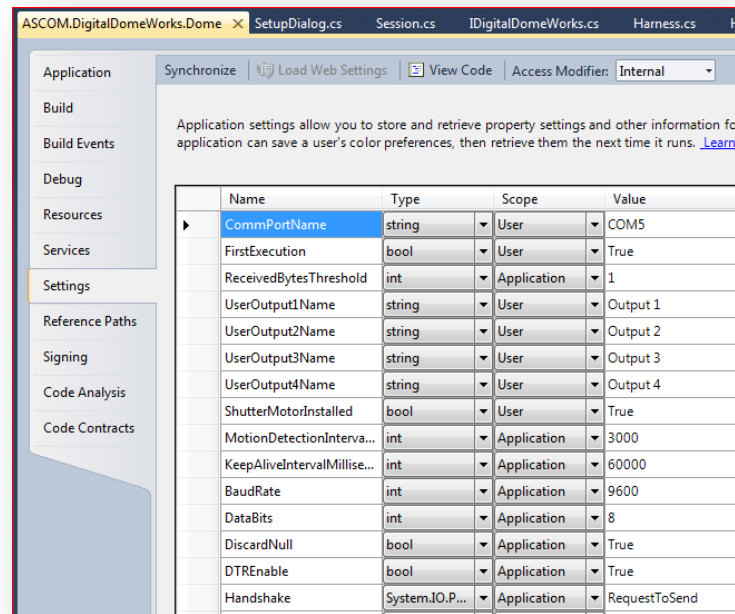 ASCOM.DigitalDomeWorks.Dome SetupDialog.cs Session.cs IDigitalDomeWorks.cs Harness.cs
Application
Build
Build Events
Debug
Resources
Services
Settings
Reference Paths
Signing
Code Analysis
Code Contracts
Synchronize Load Web Settings View Code Access Modifier: Internal
Application settings allow you to store and retrieve property settings and other information fo
application can save a user's color preferences, then retrieve them the next time it runs. Learn
Name Type Scope Value
CommPortName string User COM5
FirstExecution bool User True
ReceivedBytesThreshold int Application 1
UserOutput1Name string User Output 1
UserOutput2Name string User Output 2
UserOutput3Name string User Output 3
UserOutput4Name string User Output 4
ShutterMotorInstalled bool User True
MotionDetectionInterva... int Application 3000
KeepAliveIntervalMillise... int Application 60000
BaudRate int Application 9600
DataBits int Application 8
DiscardNull bool Application True
DTREnable bool Application True
Handshake System.IO.P... Application RequestToSend